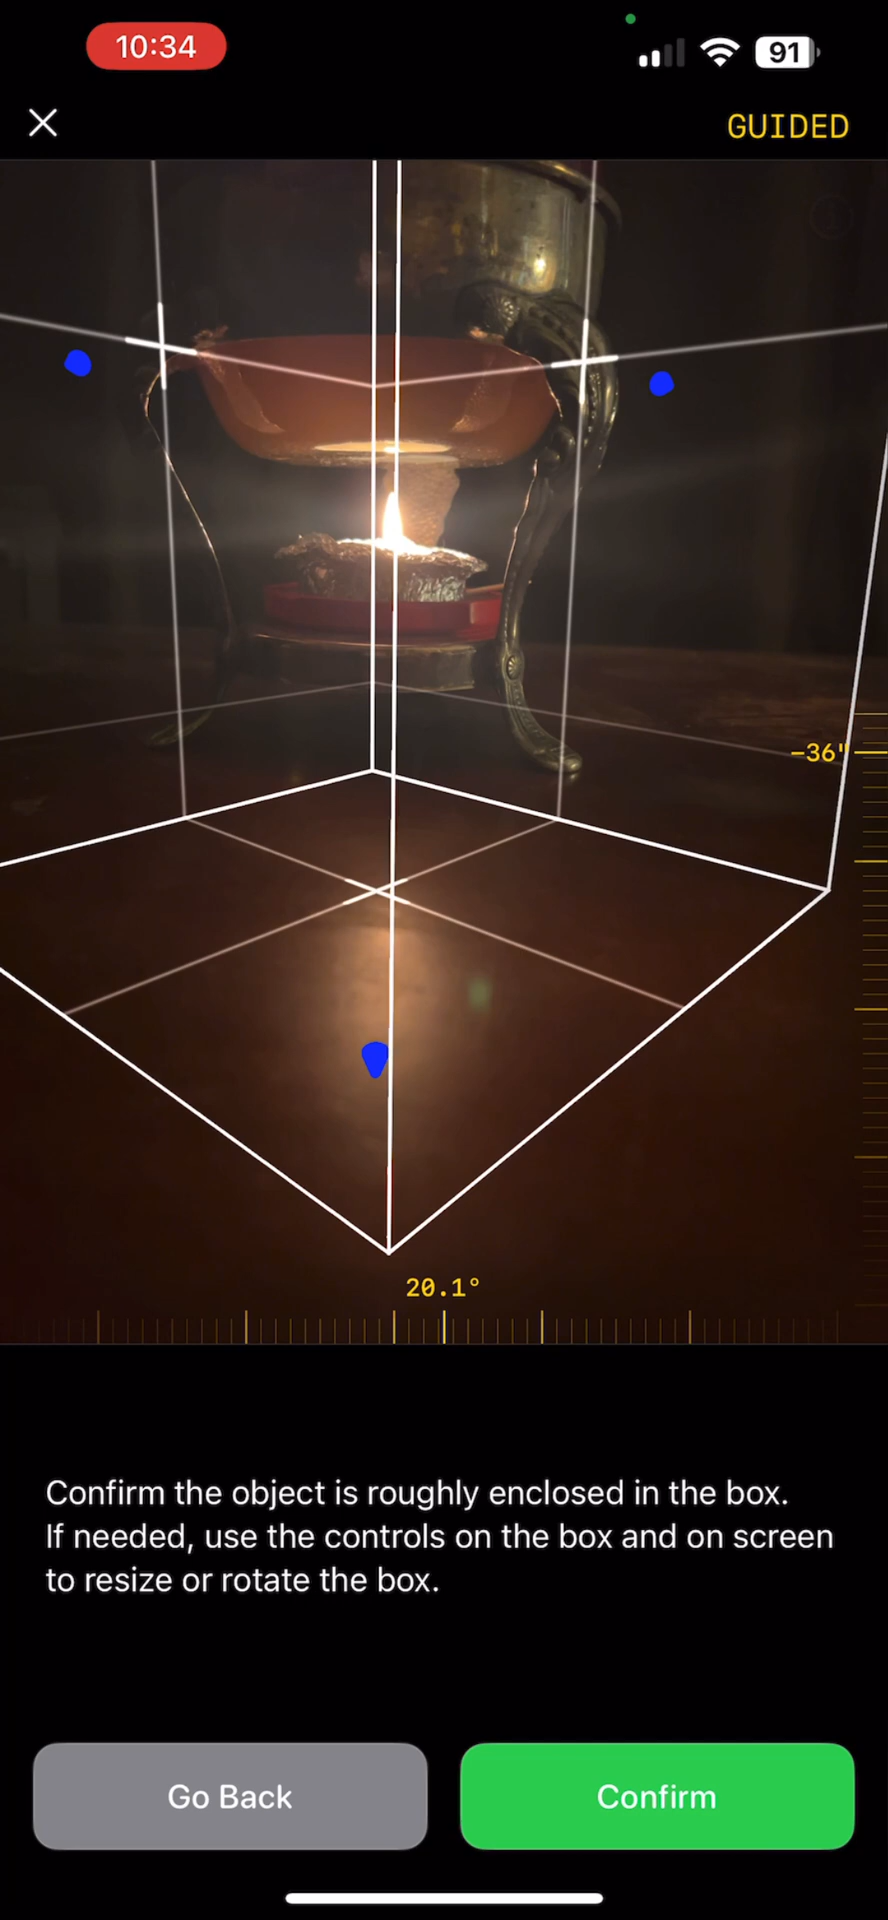 10:34
91
GUIDED
-36"
20.1°
Confirm the object is roughly enclosed in the box.
If needed, use the controls on the box and on screen
to resize or rotate the box.
Go Back
Confirm